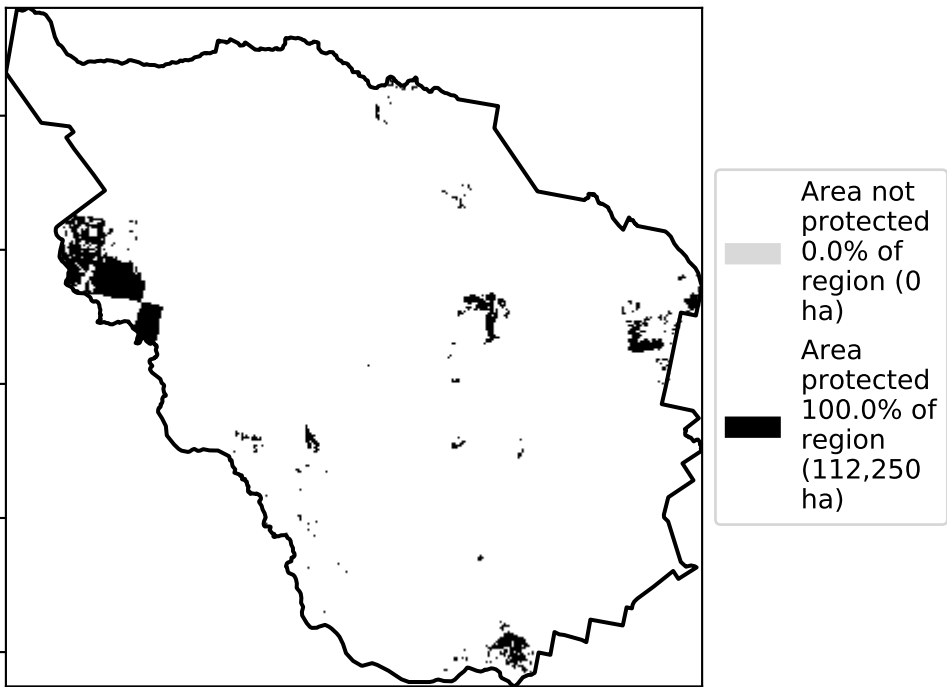 Area not
protected
0.0% of
region (0
ha)
Area
protected
100.0% of
region
(112,250
ha)